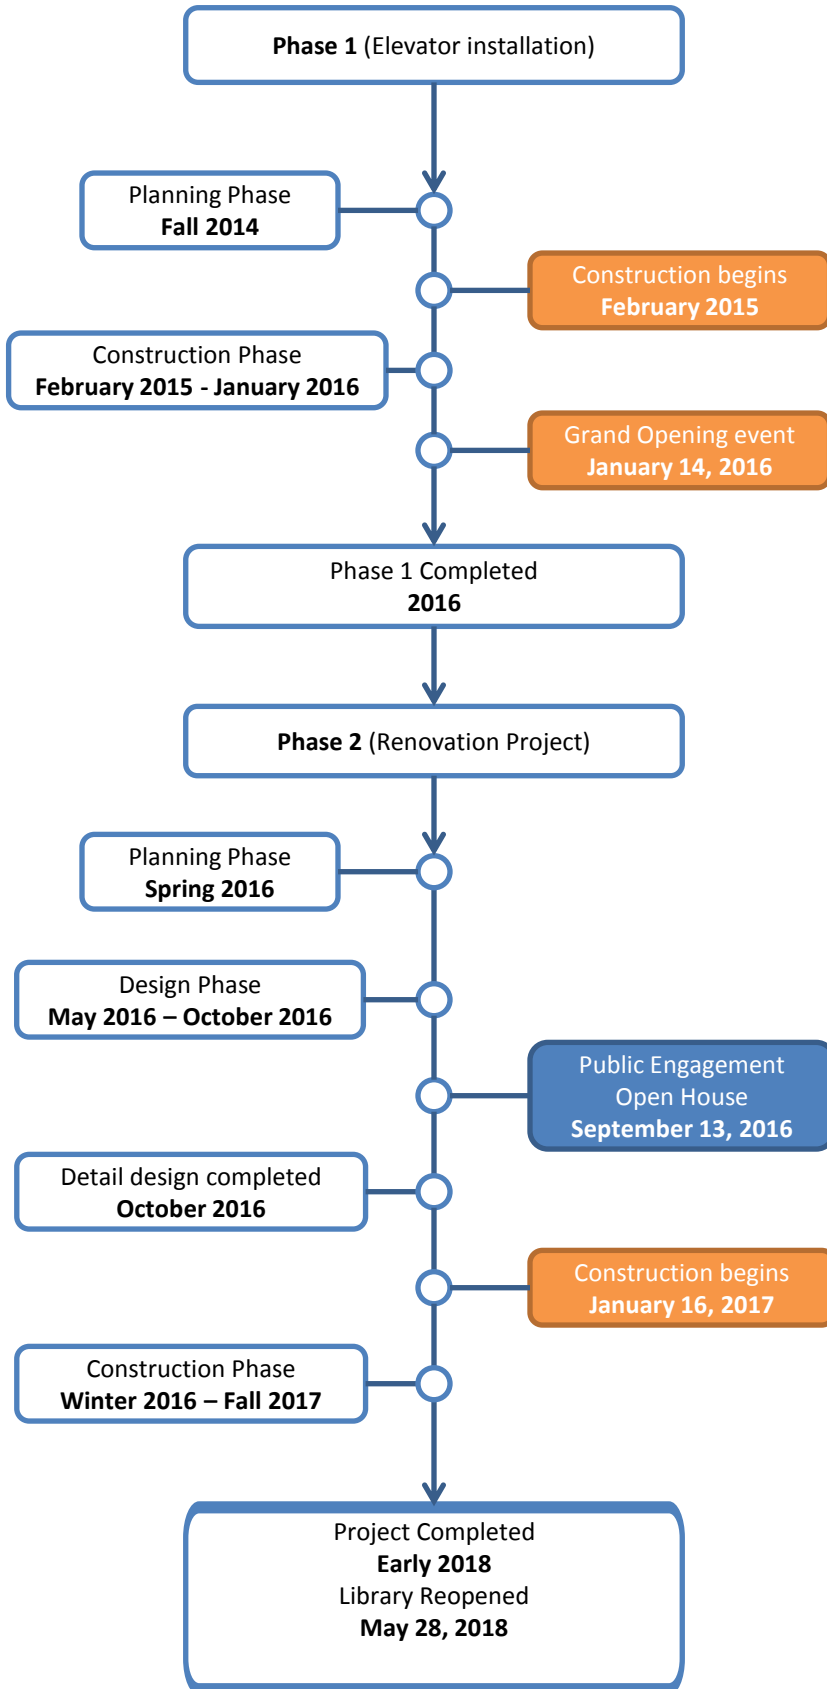 Phase 1 (Elevator installation)
Planning Phase
Fall 2014
Construction begins
February 2015
Construction Phase
February 2015 - January 2016
Grand Opening event
January 14, 2016
Phase 1 Completed
2016
Phase 2 (Renovation Project)
Planning Phase
Spring 2016
Design Phase
May 2016 – October 2016
Public Engagement
Open House
September 13, 2016
Detail design completed
October 2016
Construction begins
January 16, 2017
Construction Phase
Winter 2016 – Fall 2017
Project Completed
Early 2018
Library Reopened
May 28, 2018